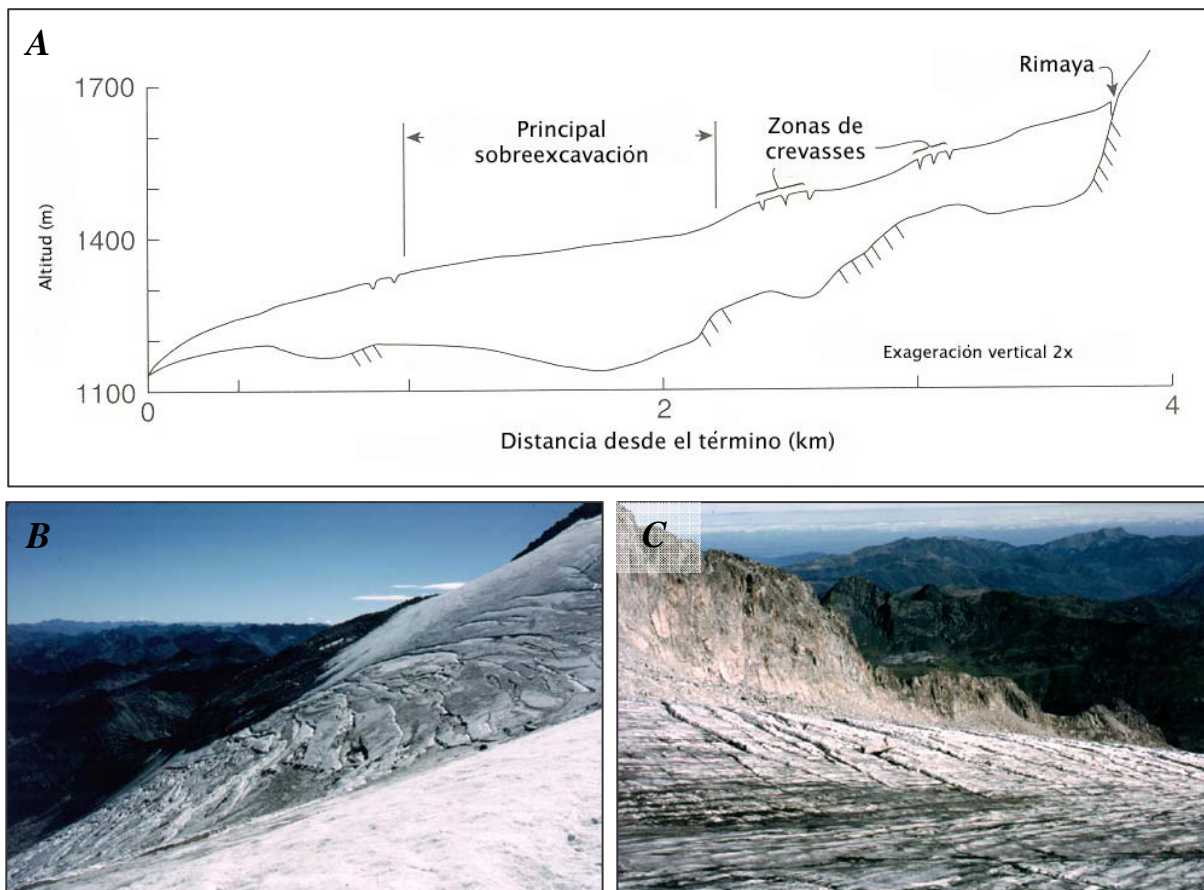 A
Rimaya
1700
Principal
sobreexcavación
Zonas de
crevasses
Altitud (m)
1400
Exageración vertical 2x
1100
0
2
4
Distancia desde el término (km)
B
C